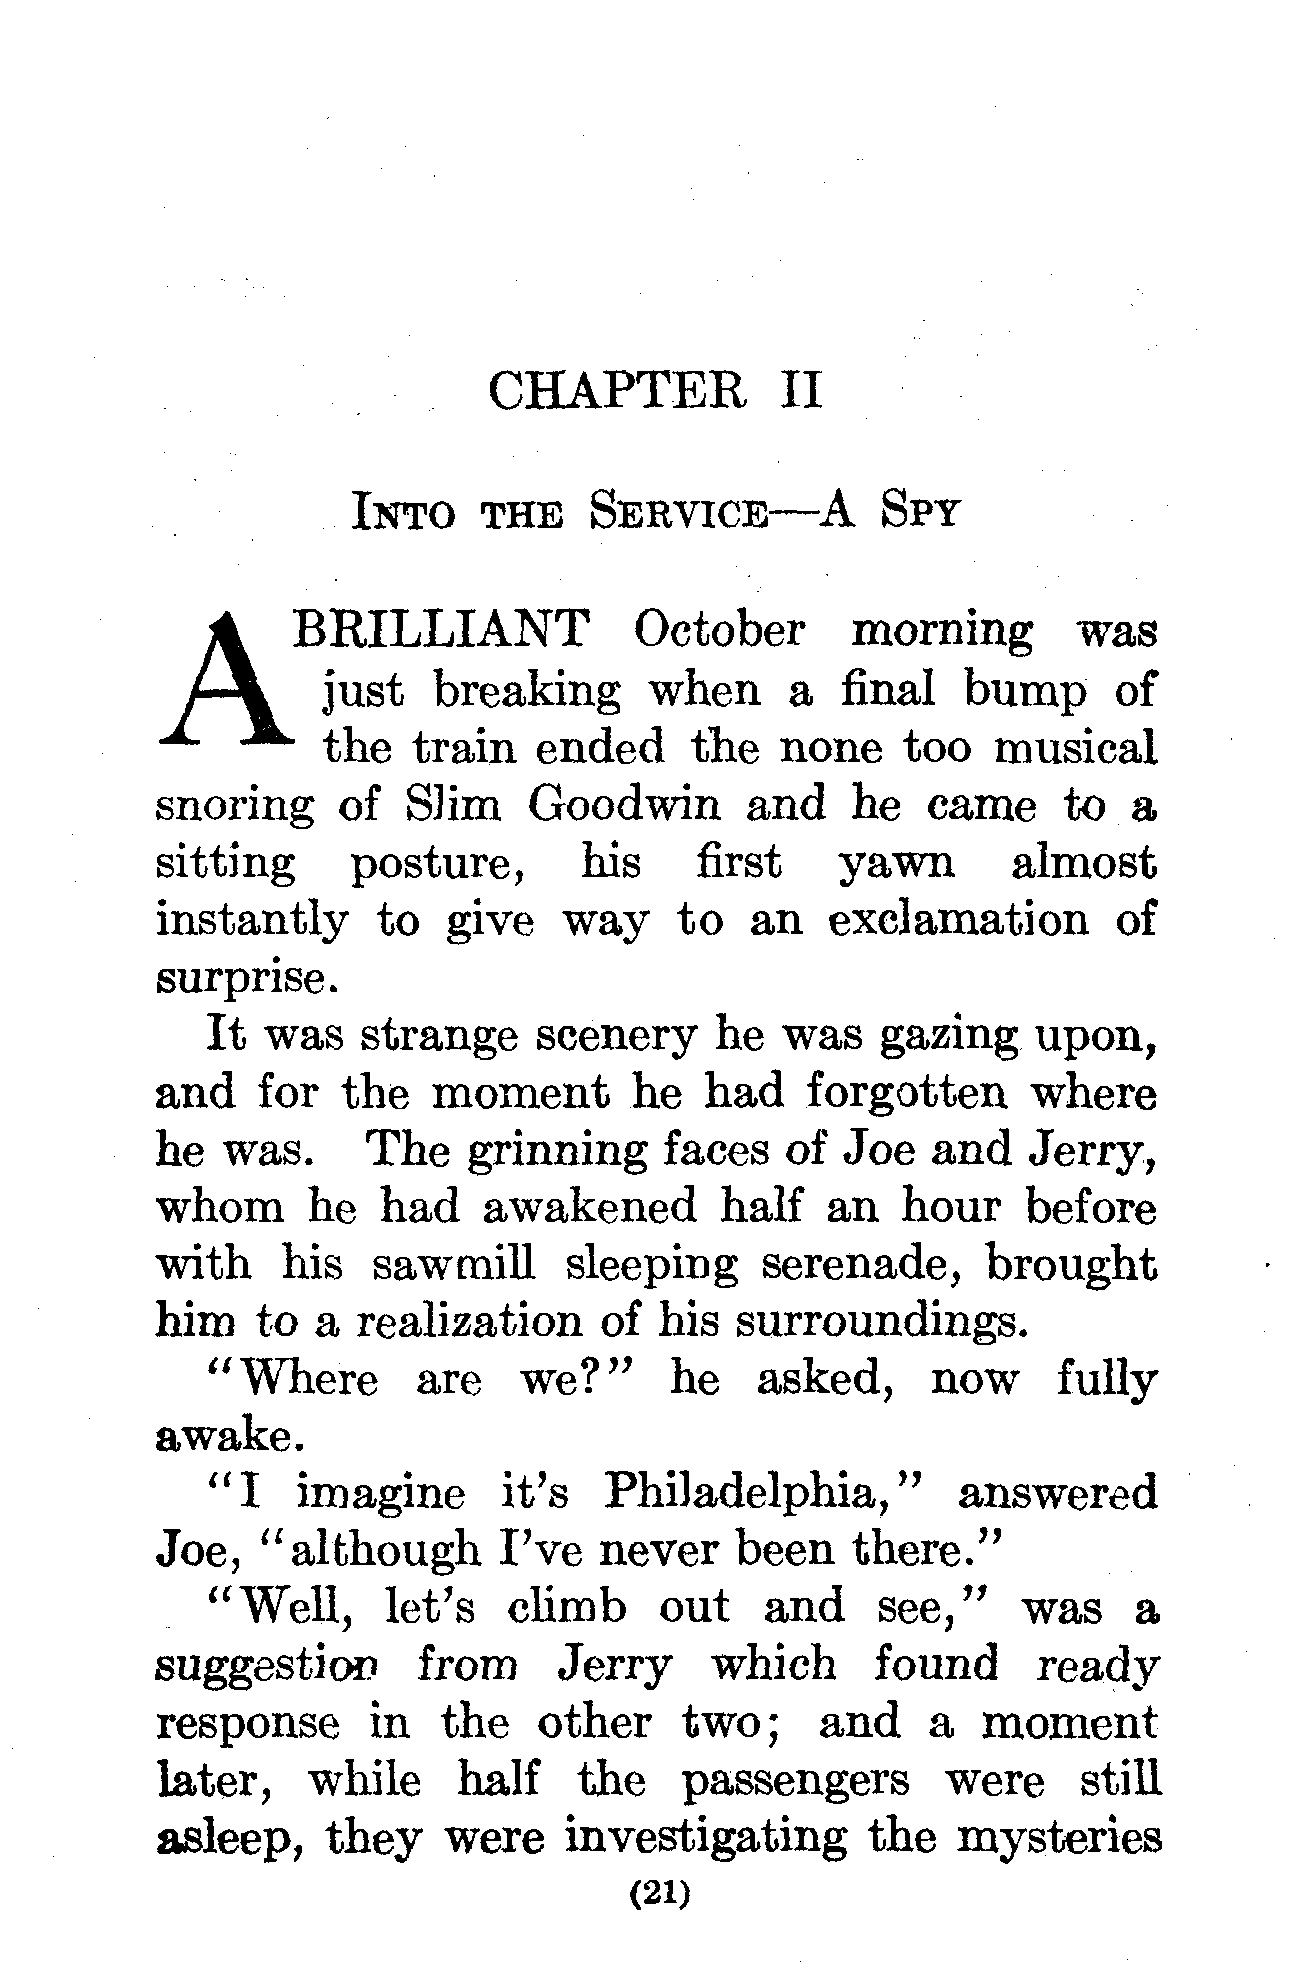 CHAPTER II
INTO THE SERVICE—A SPY
A BRILLIANT October morning was
just breaking when a final bump of
the train ended the none too musical
snoring of Slim Goodwin and he came to a
sitting posture, his first yawn almost
instantly to give way to an exclamation of
surprise.
It was strange scenery he was gazing upon,
and for the moment he had forgotten where
he was. The grinning faces of Joe and Jerry,
whom he had awakened half an hour before
with his sawmill sleeping serenade, brought
him to a realization of his surroundings.
"Where are we?" he asked, now fully
awake.
"I imagine it's Philadelphia," answered
Joe, "although I've never been there."
"Well, let's climb out and see," was a
suggestion from Jerry which found ready
response in the other two; and a moment
later, while half the passengers were still
asleep, they were investigating the mysteries
(21)